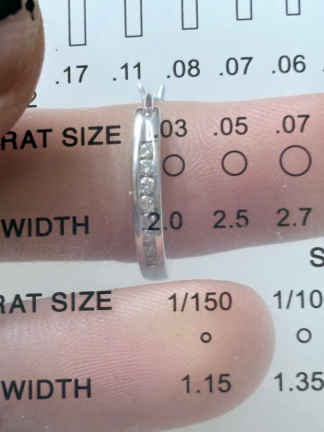 .17 .11 .08 .07 .06
RAT SIZE .03 .05 .07
WIDTH 2.0 2.5 2.7
S
RAT SIZE 1/150 1/10
WIDTH 1.15 1.35